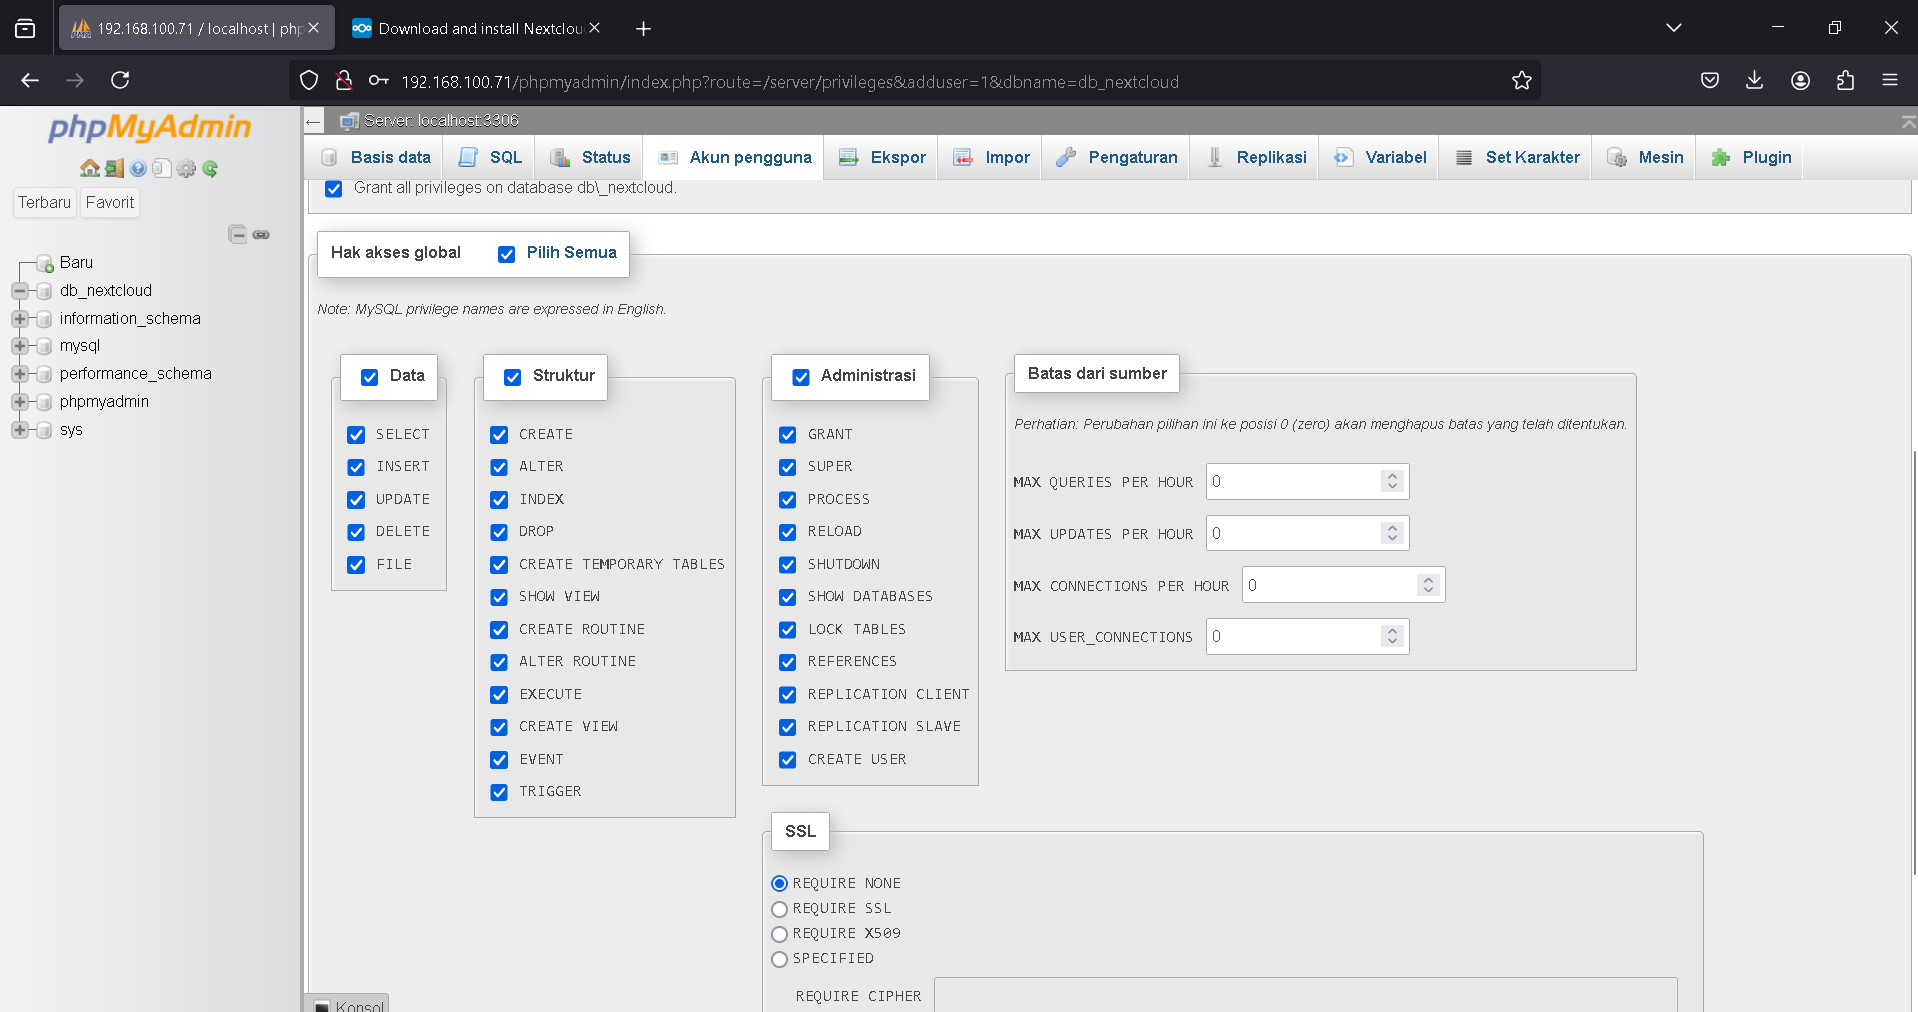 192.168.100.71 / localhost | php
Download and install Nextclou
192.168.100.71/phpmyadmin/index.php?route=/server/privileges&adduser=1&dbname=db_nextcloud
phpMyAdmin
Terbaru
Favorit
Baru
db_nextcloud
information_schema
mysql
performance_schema
phpmyadmin
sys
Server: localhost:3306
Basis data
SQL
Status
Akun pengguna
Ekspor
Impor
Pengaturan
Replikasi
Variabel
Set Karakter
Mesin
Plugin
Grant all privileges on database db\_nextcloud.
Hak akses global
Pilih Semua
Note: MySQL privilege names are expressed in English.
Data
SELECT
INSERT
UPDATE
DELETE
FILE
Struktur
CREATE
ALTER
INDEX
DROP
CREATE TEMPORARY TABLES
SHOW VIEW
CREATE ROUTINE
ALTER ROUTINE
EXECUTE
CREATE VIEW
EVENT
TRIGGER
Administrasi
GRANT
SUPER
PROCESS
RELOAD
SHUTDOWN
SHOW DATABASES
LOCK TABLES
REFERENCES
REPLICATION CLIENT
REPLICATION SLAVE
CREATE USER
Batas dari sumber
Perhatian: Perubahan pilihan ini ke posisi 0 (zero) akan menghapus batas yang telah ditentukan.
MAX QUERIES PER HOUR 0
MAX UPDATES PER HOUR 0
MAX CONNECTIONS PER HOUR 0
MAX USER_CONNECTIONS 0
SSL
REQUIRE NONE
REQUIRE SSL
REQUIRE X509
SPECIFIED
REQUIRE CIPHER
Konsol